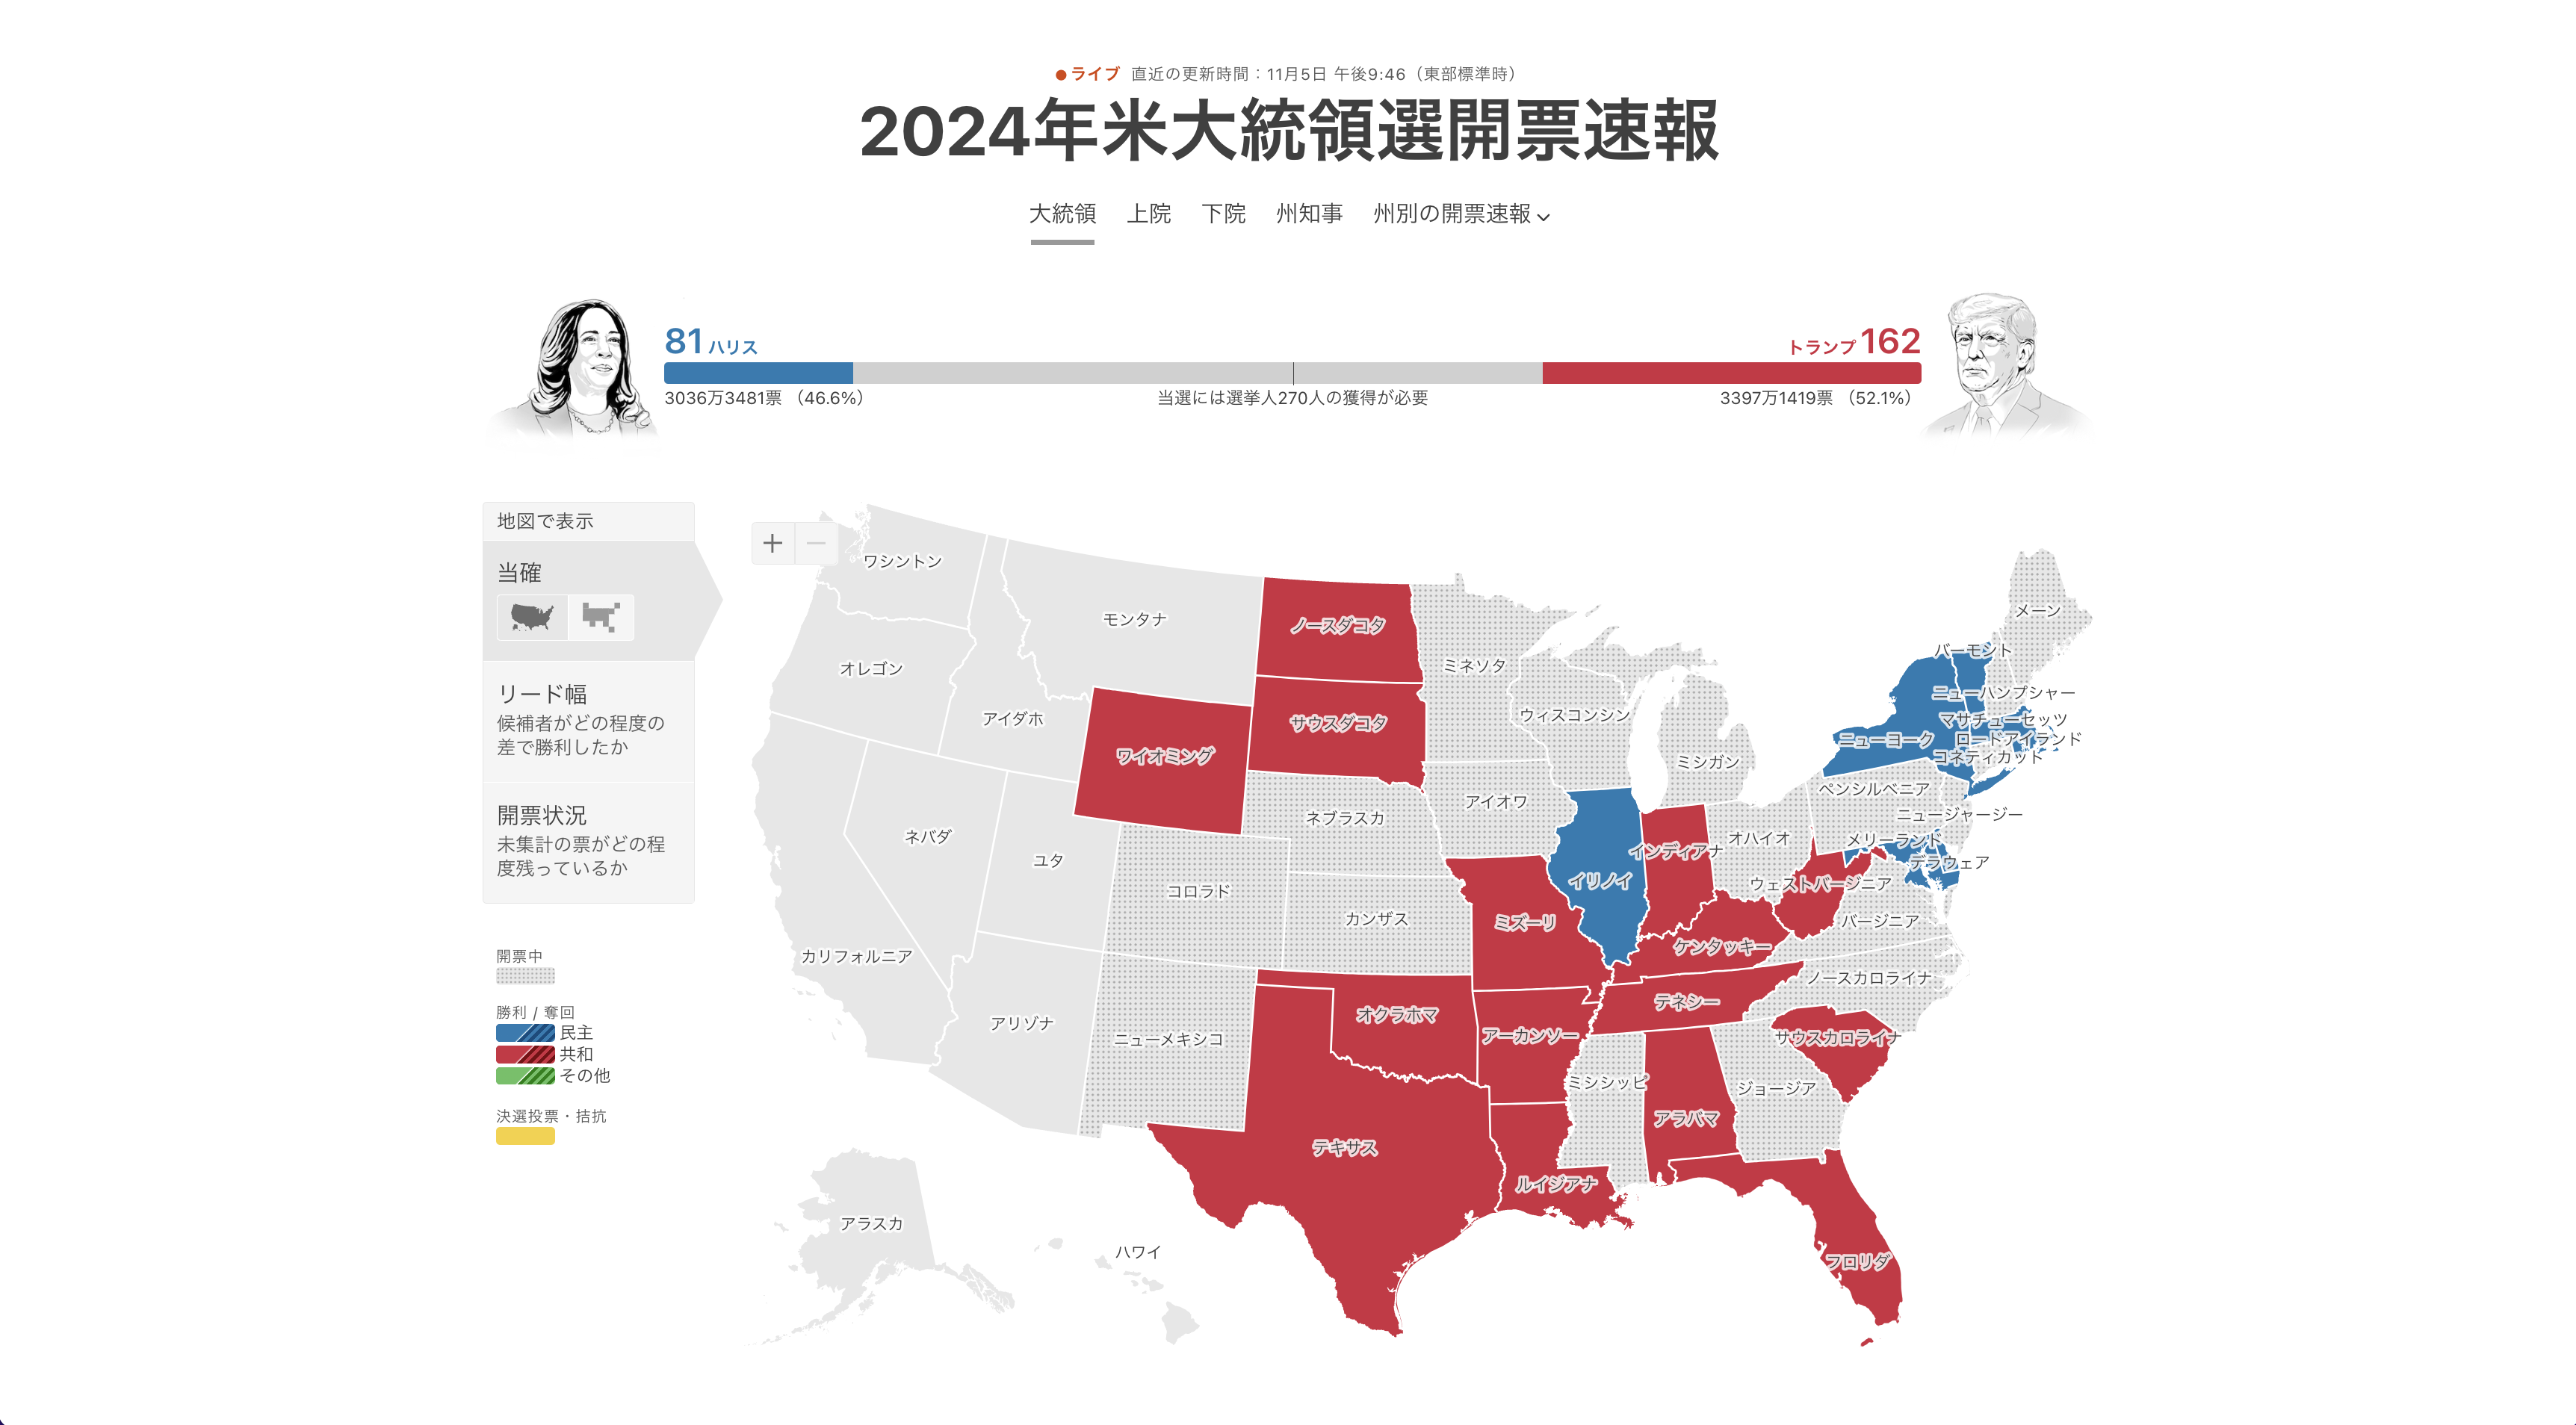 ライブ 直近の更新時間：11月5日 午後9:46（東部標準時）
2024年米大統領選開票速報
大統領 上院 下院 州知事 州別の開票速報
81 ハリス
トランプ 162
3036万3481票 （46.6%）
当選には選挙人270人の獲得が必要
3397万1419票 （52.1%）
地図で表示
当確
リード幅
候補者がどの程度の
差で勝利したか
開票状況
未集計の票がどの程
度残っているか
開票中
勝利 / 奪回
民主
共和
その他
決選投票・拮抗
+ −
ワシントン
モンタナ
ノースダコタ
メーン
バーモント
オレゴン
ミネソタ
ニューハンプシャー
アイダホ
サウスダコタ
ウィスコンシン
マサチューセッツ
ニューヨーク
ロードアイランド
コネティカット
ワイオミング
ミシガン
ペンシルベニア
アイオワ
ネブラスカ
ニュージャージー
ネバダ
オハイオ
メリーランド
インディアナ
ユタ
デラウェア
イリノイ
ウェストバージニア
コロラド
カンザス
ミズーリ
バージニア
ケンタッキー
カリフォルニア
ノースカロライナ
テネシー
オクラホマ
アリゾナ
アーカンソー
サウスカロライナ
ニューメキシコ
ミシシッピ
ジョージア
アラバマ
テキサス
ルイジアナ
アラスカ
ハワイ
フロリダ